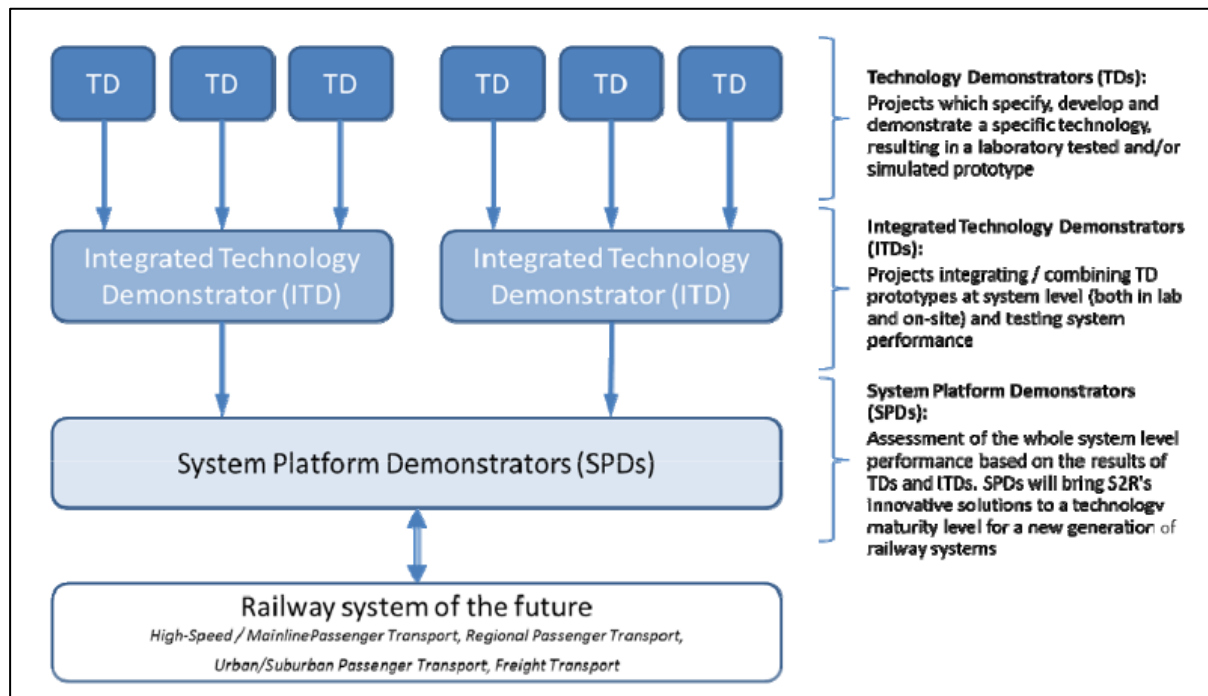 TD
TD
TD
TD
TD
TD
Technology Demonstrators (TDs):
Projects which specify, develop and
demonstrate a specific technology,
resulting in a laboratory tested and/or
simulated prototype
Integrated Technology
Demonstrator (ITD)
Integrated Technology
Demonstrator (ITD)
Integrated Technology Demonstrators
(ITDs):
Projects integrating / combining TD
prototypes at system level (both in lab
and on-site) and testing system
performance
System Platform Demonstrators (SPDs)
System Platform Demonstrators
(SPDs):
Assessment of the whole system level
performance based on the results of
TDs and ITDs. SPDs will bring S2R's
innovative solutions to a technology
maturity level for a new generation of
railway systems
Railway system of the future
High-Speed / MainlinePassenger Transport, Regional Passenger Transport,
Urban/Suburban Passenger Transport, Freight Transport